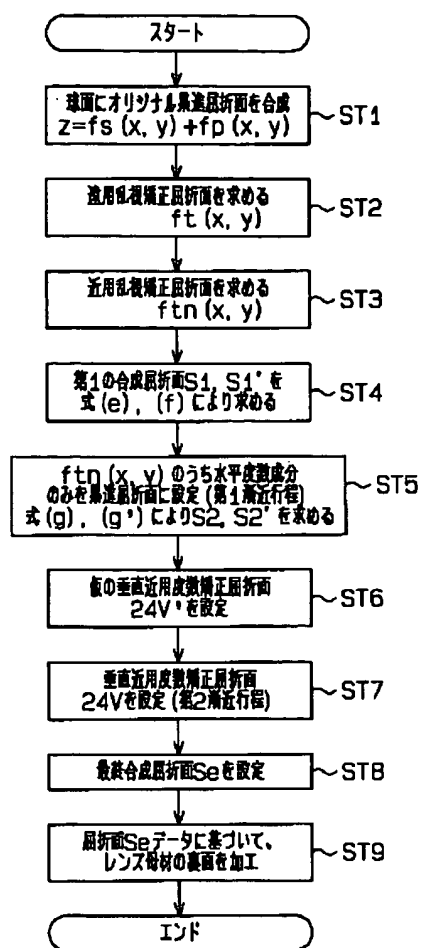 スタート
球面にオリジナル累進屈折面を合成
z=fs(x, y)+fp(x, y)
ST1
遠用乱視矯正屈折面を求める
ft(x, y)
ST2
近用乱視矯正屈折面を求める
ftn(x, y)
ST3
第1の合成屈折面S1, S1'を
式(e), (f)により求める
ST4
ftn(x, y)のうち水平度数成分
のみを累進屈折面に設定(第1漸近行程)
式(g), (g')によりS2, S2'を求める
ST5
仮の垂直近用度数矯正屈折面
24V'を設定
ST6
垂直近用度数矯正屈折面
24Vを設定(第2漸近行程)
ST7
最終合成屈折面Seを設定
ST8
屈折面Seデータに基づいて、
レンズ母材の裏面を加工
ST9
エンド